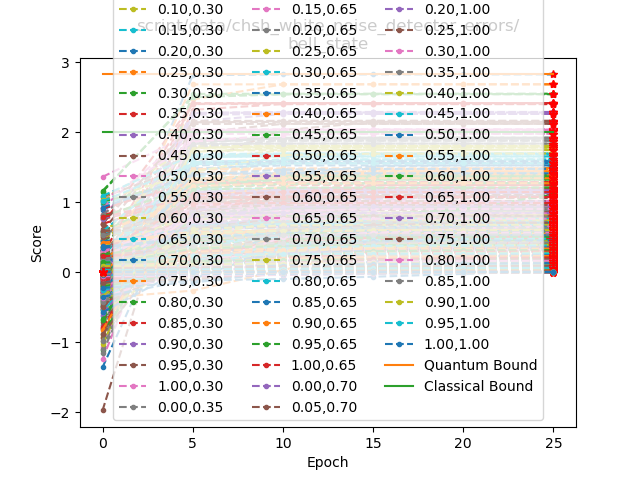 script/data/chsh_white_noise_detector_errors/
bell_state
0.10,0.30 0.15,0.65 0.20,1.00
0.15,0.30 0.20,0.65 0.25,1.00
0.20,0.30 0.25,0.65 0.30,1.00
0.25,0.30 0.30,0.65 0.35,1.00
0.30,0.30 0.35,0.65 0.40,1.00
0.35,0.30 0.40,0.65 0.45,1.00
0.40,0.30 0.45,0.65 0.50,1.00
0.45,0.30 0.50,0.65 0.55,1.00
0.50,0.30 0.55,0.65 0.60,1.00
0.55,0.30 0.60,0.65 0.65,1.00
0.60,0.30 0.65,0.65 0.70,1.00
0.65,0.30 0.70,0.65 0.75,1.00
0.70,0.30 0.75,0.65 0.80,1.00
0.75,0.30 0.80,0.65 0.85,1.00
0.80,0.30 0.85,0.65 0.90,1.00
0.85,0.30 0.90,0.65 0.95,1.00
0.90,0.30 0.95,0.65 1.00,1.00
0.95,0.30 1.00,0.65 Quantum Bound
1.00,0.30 0.00,0.70 Classical Bound
0.00,0.35 0.05,0.70
3
2
1
0
−1
−2
Score
0 5 10 15 20 25
Epoch